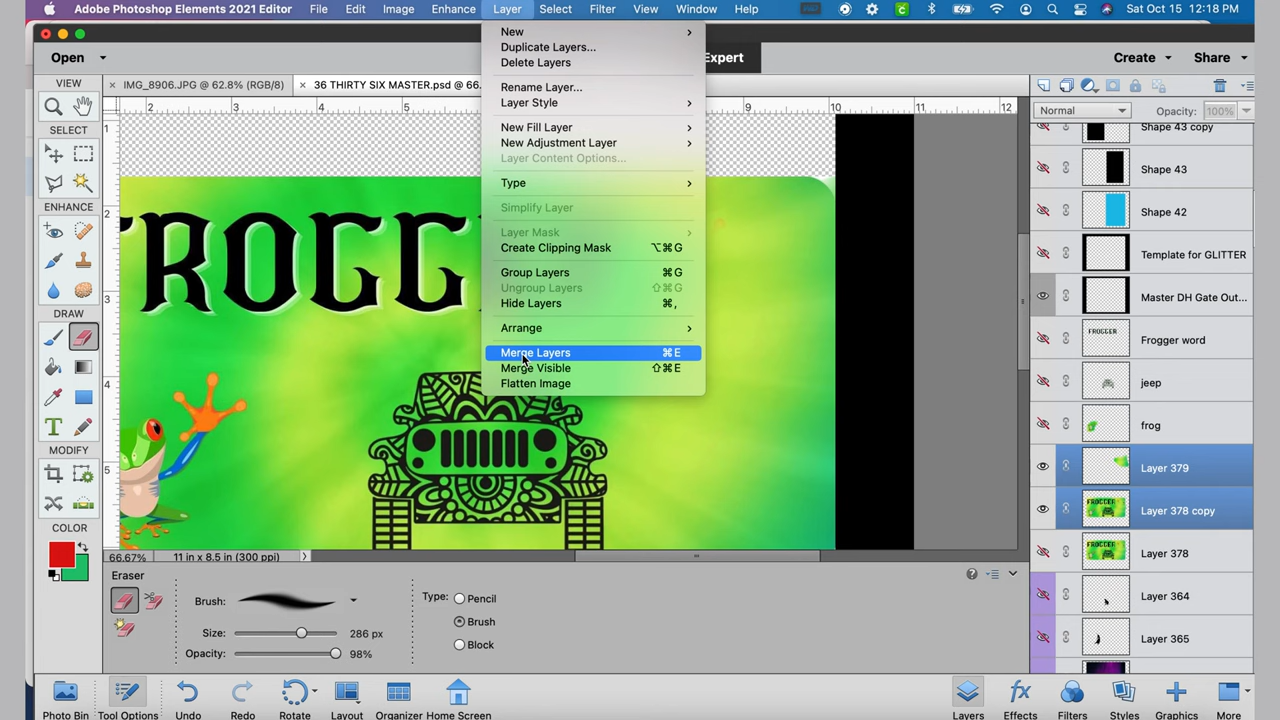 Adobe Photoshop Elements 2021 Editor File Edit Image Enhance Layer Select Filter View Window Help Sat Oct 15 12:18 PM
Open Expert Create Share
VIEW
IMG_8906.JPG @ 62.8% (RGB/8) 36 THIRTY SIX MASTER.psd @ 66.
2 3 4 5 9 10 11 12
1
2
3
4
5
SELECT
ENHANCE
DRAW
MODIFY
COLOR
New
Duplicate Layers...
Delete Layers
Rename Layer...
Layer Style
New Fill Layer
New Adjustment Layer
Layer Content Options...
Type
Simplify Layer
Layer Mask
Create Clipping Mask ⌥⌘G
Group Layers ⌘G
Ungroup Layers ⇧⌘G
Hide Layers ⌘,
Arrange
Merge Layers ⌘E
Merge Visible ⇧⌘E
Flatten Image
FROGG
Normal Opacity: 100%
Shape 43 copy
Shape 43
Shape 42
Template for GLITTER
Master DH Gate Out...
FROGGER
Frogger word
jeep
frog
Layer 379
FROGGER
Layer 378 copy
FROGGER
Layer 378
Layer 364
Layer 365
66.67% 11 in x 8.5 in (300 ppi)
Eraser
Brush:
Size: 286 px
Opacity: 98%
Type: Pencil
Brush
Block
Photo Bin Tool Options Undo Redo Rotate Layout Organizer Home Screen Layers Effects Filters Styles Graphics More